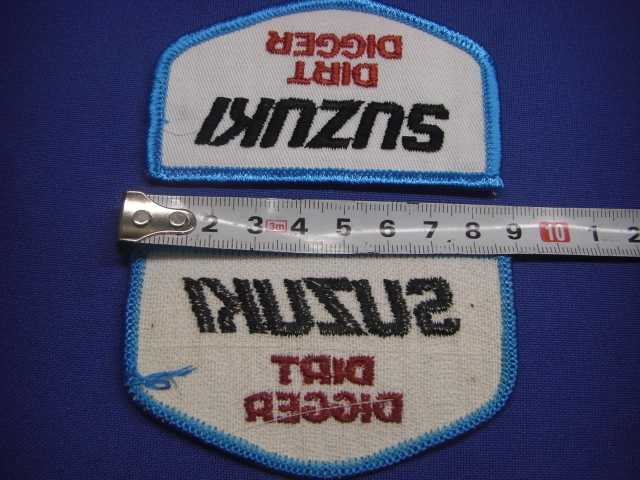 SUZUKI
DIRT
DIGGER
2 3 3m 4 5 6 7 8 9 10 1 2
SUZUKI
DIRT
DIGGER